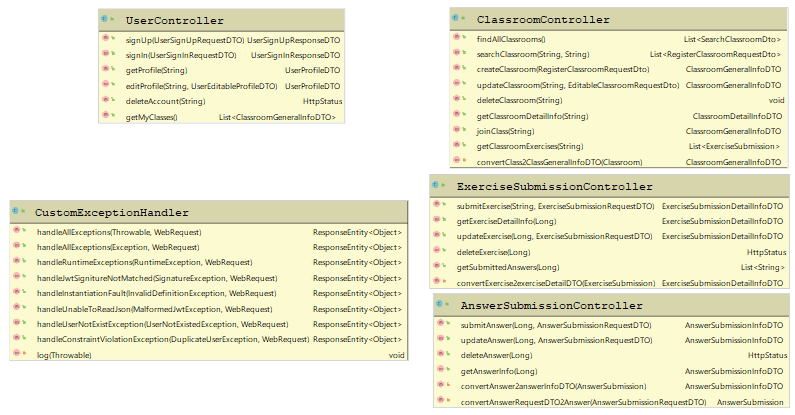 UserController
signUp(UserSignUpRequestDTO) UserSignUpResponseDTO
signIn(UserSignInRequestDTO) UserSignInResponseDTO
getProfile(String) UserProfileDTO
editProfile(String, UserEditableProfileDTO) UserProfileDTO
deleteAccount(String) HttpStatus
getMyClasses() List<ClassroomGeneralInfoDTO>
ClassroomController
findAllClassrooms() List<SearchClassroomDto>
searchClassroom(String, String) List<RegisterClassroomRequestDto>
createClassroom(RegisterClassroomRequestDto) ClassroomGeneralInfoDTO
updateClassroom(String, EditableClassroomRequestDto) ClassroomGeneralInfoDTO
deleteClassroom(String) void
getClassroomDetailInfo(String) ClassroomDetailInfoDTO
joinClass(String) ClassroomGeneralInfoDTO
getClassroomExercises(String) List<ExerciseSubmission>
convertClass2ClassGeneralInfoDTO(Classroom) ClassroomGeneralInfoDTO
CustomExceptionHandler
handleAllExceptions(Throwable, WebRequest) ResponseEntity<Object>
handleAllExceptions(Exception, WebRequest) ResponseEntity<Object>
handleRuntimeExceptions(RuntimeException, WebRequest) ResponseEntity<Object>
handleJwtSignitureNotMatched(SignatureException, WebRequest) ResponseEntity<Object>
handleInstantiationFault(InvalidDefinitionException, WebRequest) ResponseEntity<Object>
handleUnableToReadJson(MalformedJwtException, WebRequest) ResponseEntity<Object>
handleUserNotExistException(UserNotExistedException, WebRequest) ResponseEntity<Object>
handleConstraintViolationException(DuplicateUserException, WebRequest) ResponseEntity<Object>
log(Throwable) void
ExerciseSubmissionController
submitExercise(String, ExerciseSubmissionRequestDTO) ExerciseSubmissionDetailInfoDTO
getExerciseDetailInfo(Long) ExerciseSubmissionDetailInfoDTO
updateExercise(Long, ExerciseSubmissionRequestDTO) ExerciseSubmissionDetailInfoDTO
deleteExercise(Long) HttpStatus
getSubmittedAnswers(Long) List<String>
convertExercise2exerciseDetailDTO(ExerciseSubmission) ExerciseSubmissionDetailInfoDTO
AnswerSubmissionController
submitAnswer(Long, AnswerSubmissionRequestDTO) AnswerSubmissionInfoDTO
updateAnswer(Long, AnswerSubmissionRequestDTO) AnswerSubmissionInfoDTO
deleteAnswer(Long) HttpStatus
getAnswerInfo(Long) AnswerSubmissionInfoDTO
convertAnswer2answerInfoDTO(AnswerSubmission) AnswerSubmissionInfoDTO
convertAnswerRequestDTO2Answer(AnswerSubmissionRequestDTO) AnswerSubmission